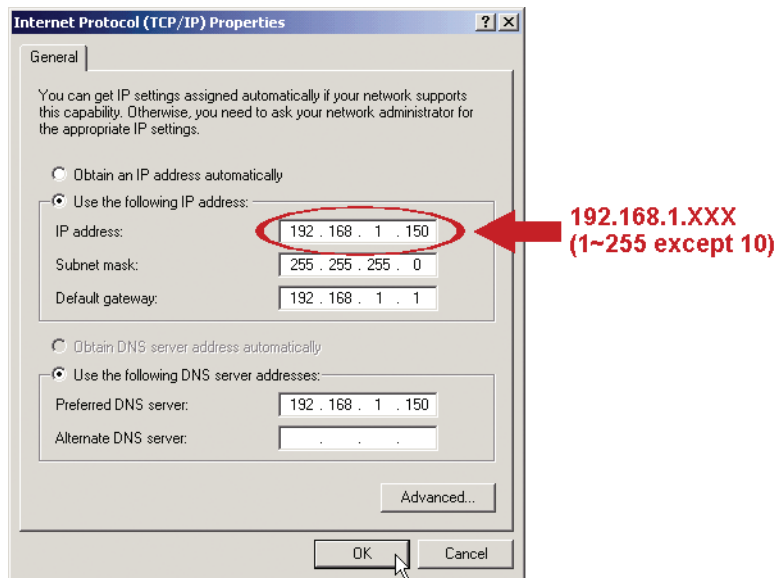 Internet Protocol (TCP/IP) Properties
General
You can get IP settings assigned automatically if your network supports
this capability. Otherwise, you need to ask your network administrator for
the appropriate IP settings.
Obtain an IP address automatically
Use the following IP address:
IP address: 192 . 168 . 1 . 150
192.168.1.XXX
(1~255 except 10)
Subnet mask: 255 . 255 . 255 . 0
Default gateway: 192 . 168 . 1 . 1
Obtain DNS server address automatically
Use the following DNS server addresses:
Preferred DNS server: 192 . 168 . 1 . 150
Alternate DNS server: . . .
Advanced...
OK Cancel